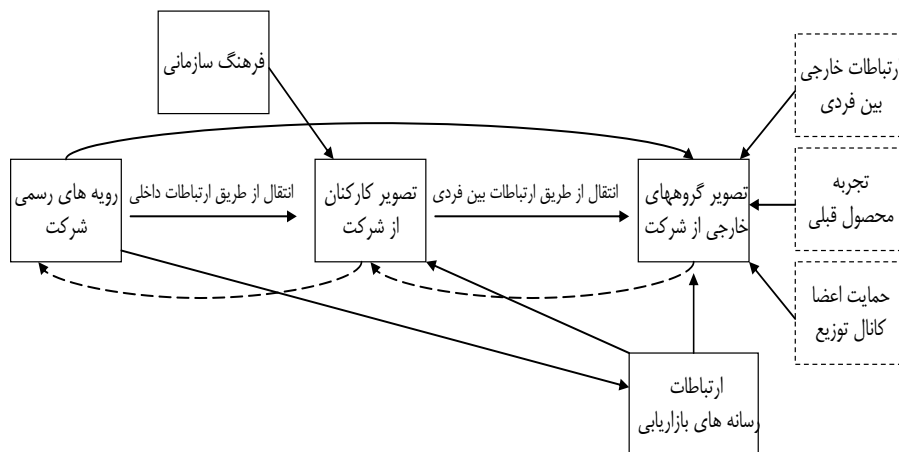 فرهنگ سازمانی
ارتباطات خارجی
بین فردی
رویه های رسمی
شرکت
انتقال از طریق ارتباطات داخلی
تصویر کارکنان
از شرکت
انتقال از طریق ارتباطات بین فردی
تصویر گروههای
خارجی از شرکت
تجربه
محصول قبلی
حمایت اعضا
کانال توزیع
ارتباطات
رسانه های بازاریابی